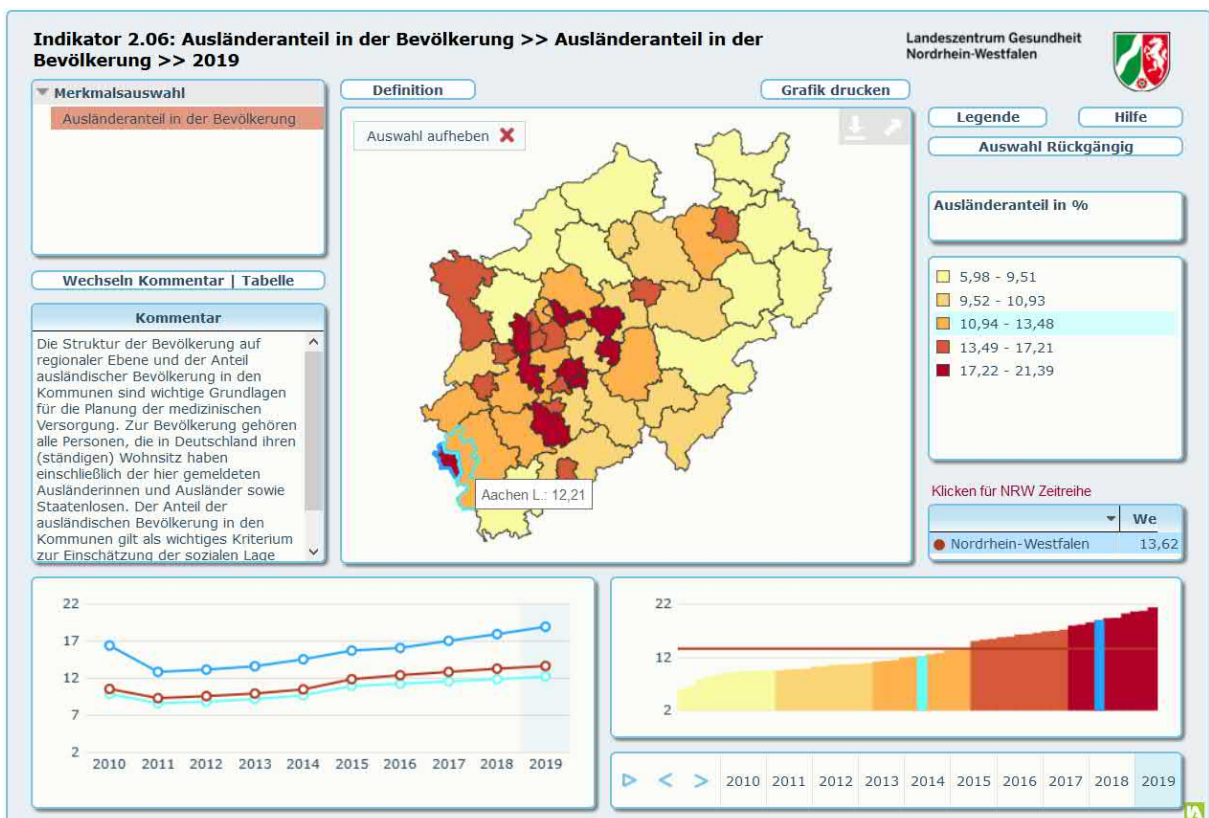 Indikator 2.06: Ausländeranteil in der Bevölkerung >> Ausländeranteil in der
Bevölkerung >> 2019
Landeszentrum Gesundheit
Nordrhein-Westfalen
Merkmalsauswahl
Ausländeranteil in der Bevölkerung
Definition
Grafik drucken
Auswahl aufheben
Legende
Hilfe
Auswahl Rückgängig
Ausländeranteil in %
5,98 - 9,51
9,52 - 10,93
10,94 - 13,48
13,49 - 17,21
17,22 - 21,39
Wechseln Kommentar | Tabelle
Kommentar
Die Struktur der Bevölkerung auf
regionaler Ebene und der Anteil
ausländischer Bevölkerung in den
Kommunen sind wichtige Grundlagen
für die Planung der medizinischen
Versorgung. Zur Bevölkerung gehören
alle Personen, die in Deutschland ihren
(ständigen) Wohnsitz haben
einschließlich der hier gemeldeten
Ausländerinnen und Ausländer sowie
Staatenlosen. Der Anteil der
ausländischen Bevölkerung in den
Kommunen gilt als wichtiges Kriterium
zur Einschätzung der sozialen Lage
Aachen L.: 12,21
Klicken für NRW Zeitreihe
We
Nordrhein-Westfalen 13,62
22
17
12
7
2
2010 2011 2012 2013 2014 2015 2016 2017 2018 2019
22
12
2
2010 2011 2012 2013 2014 2015 2016 2017 2018 2019